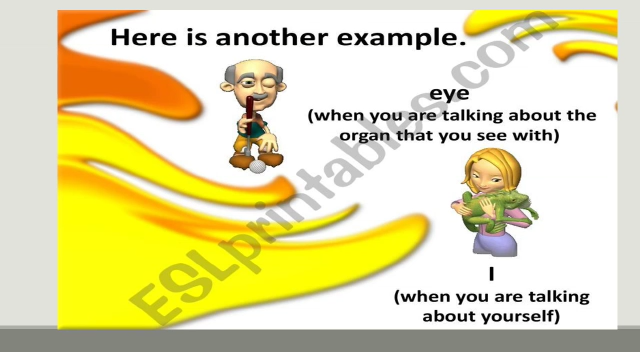 Here is another example.
eye
(when you are talking about the
organ that you see with)
I
(when you are talking
about yourself)
ESLprintables.com